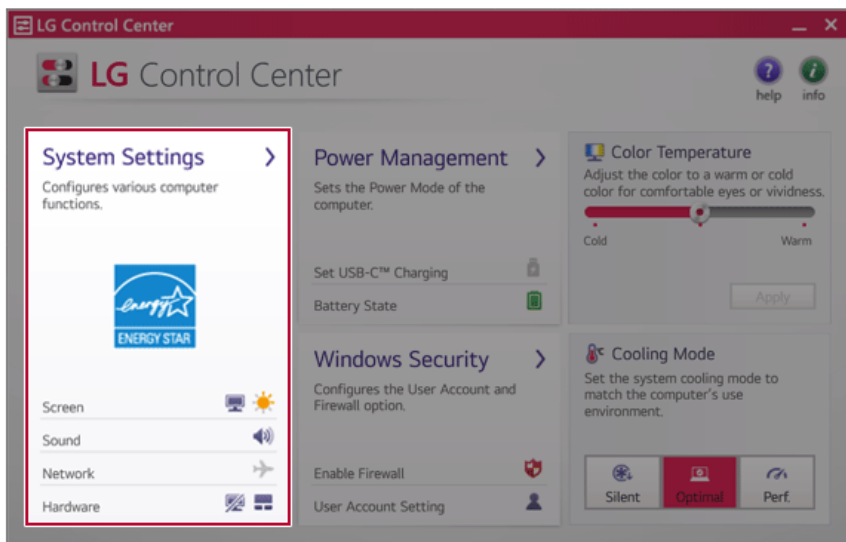 LG Control Center
LG Control Center
help
info
System Settings
Configures various computer
functions.
energy
ENERGY STAR
Screen
Sound
Network
Hardware
Power Management
Sets the Power Mode of the
computer.
Set USB-C™ Charging
Battery State
Windows Security
Configures the User Account and
Firewall option.
Enable Firewall
User Account Setting
Color Temperature
Adjust the color to a warm or cold
color for comfortable eyes or vividness.
Cold
Warm
Apply
Cooling Mode
Set the system cooling mode to
match the computer's use
environment.
Silent
Optimal
Perf.